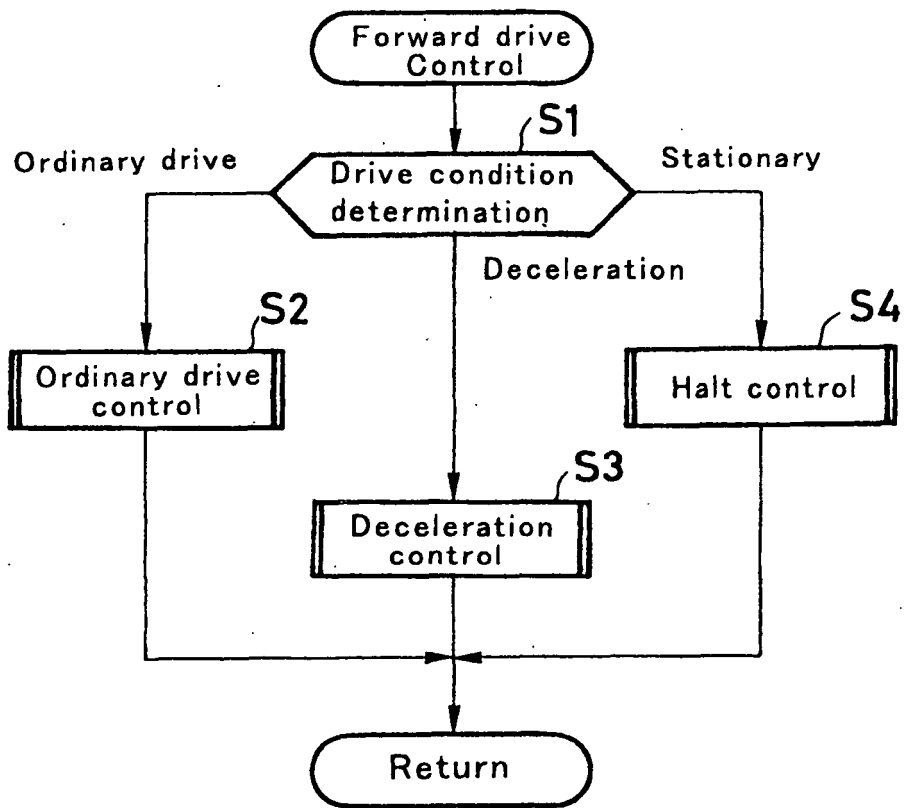 Forward drive
Control
S1
Ordinary drive
Stationary
Drive condition
determination
Deceleration
S2
S4
Ordinary drive
control
Halt control
S3
Deceleration
control
Return